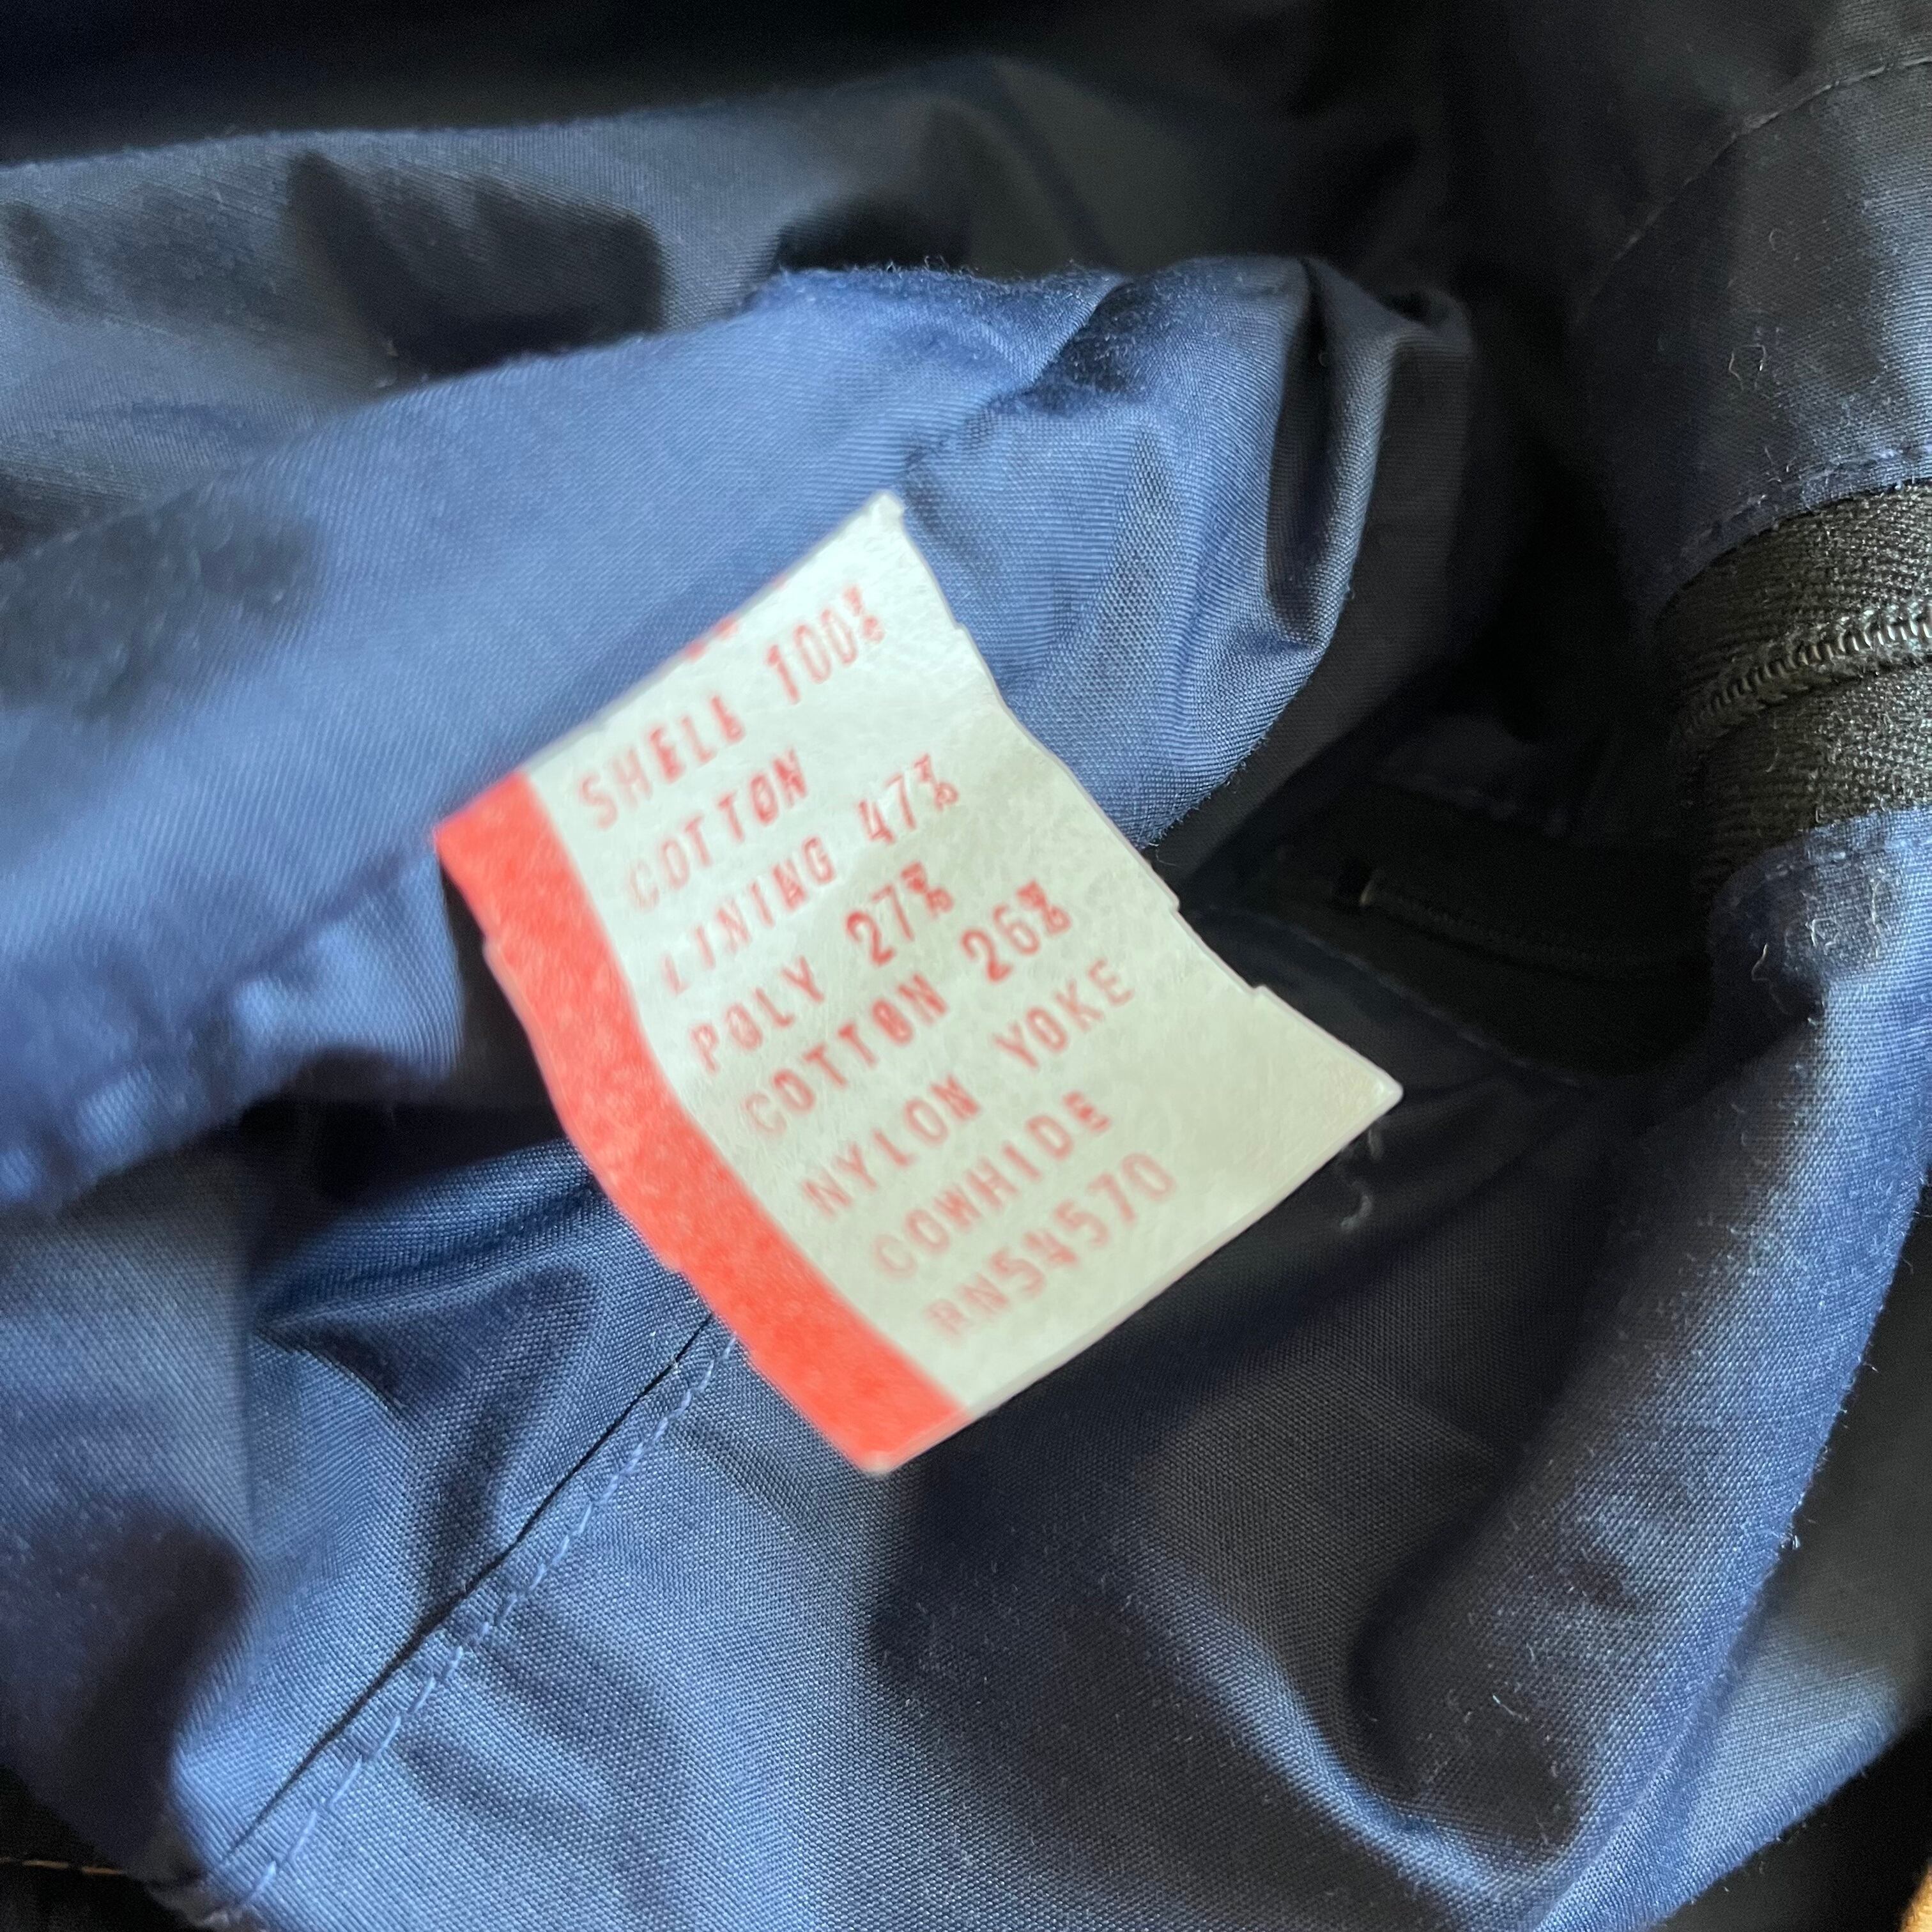 SHELL 100%
COTTON
LINING 47%
POLY 27%
COTTON 26%
NYLON YOKE
COWHIDE
RN54570